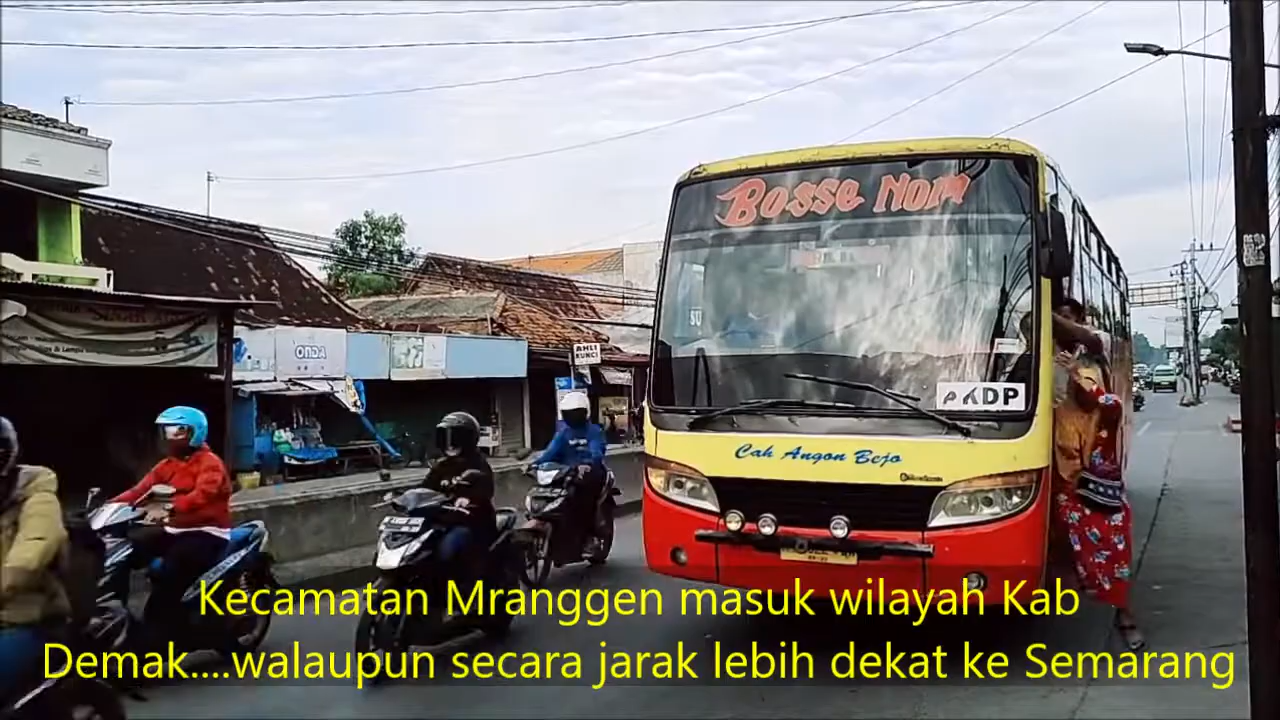 Bosse Nom
ONDA
AHLI
KUNCI
AKDP
Cah Angon Bejo
Kecamatan Mranggen masuk wilayah Kab
Demak....walaupun secara jarak lebih dekat ke Semarang